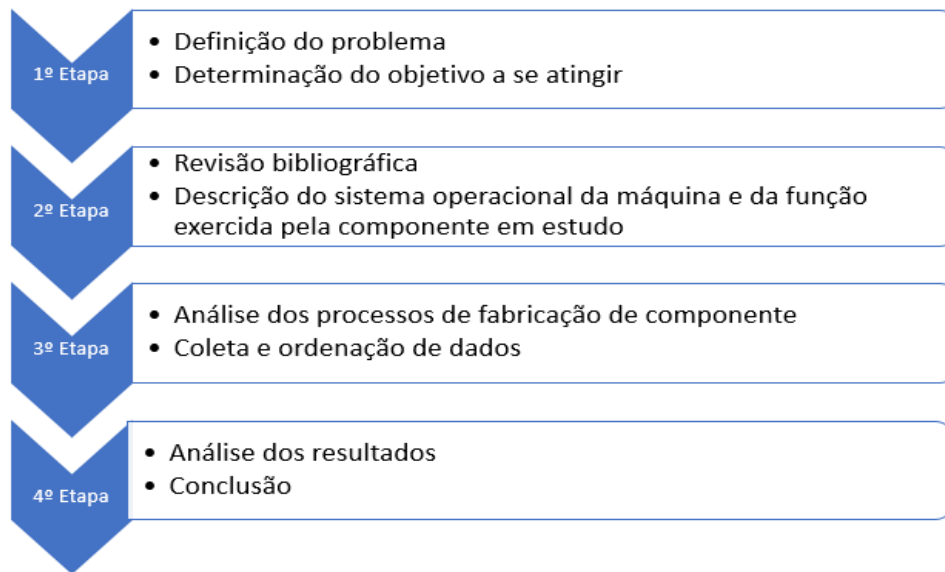 1º Etapa
• Definição do problema
• Determinação do objetivo a se atingir
2º Etapa
• Revisão bibliográfica
• Descrição do sistema operacional da máquina e da função
exercida pela componente em estudo
3º Etapa
• Análise dos processos de fabricação de componente
• Coleta e ordenação de dados
4º Etapa
• Análise dos resultados
• Conclusão